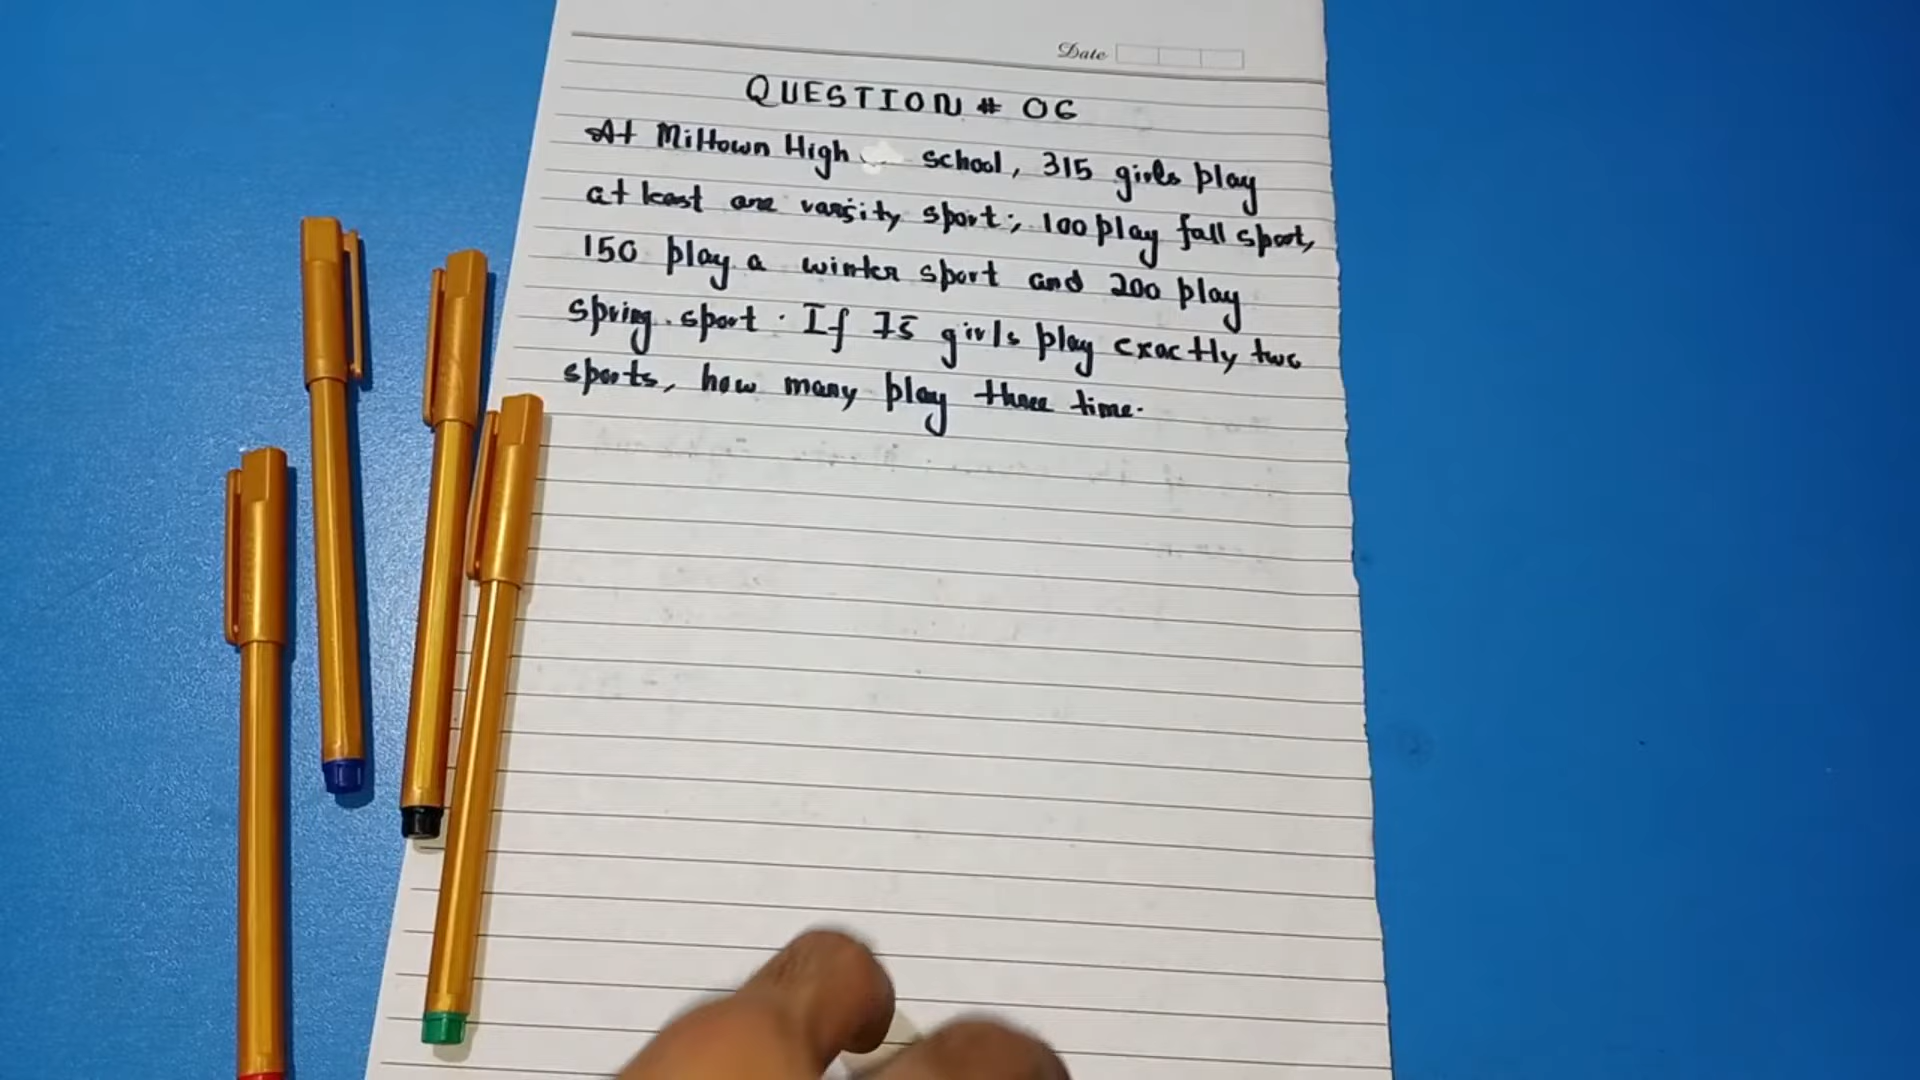 Date
QUESTION # 06
At Milltown High school, 315 girls play
at least one varsity sport; 100 play fall sport,
150 play a winter sport and 200 play
spring sport. If 75 girls play exactly two
sports, how many play three time.